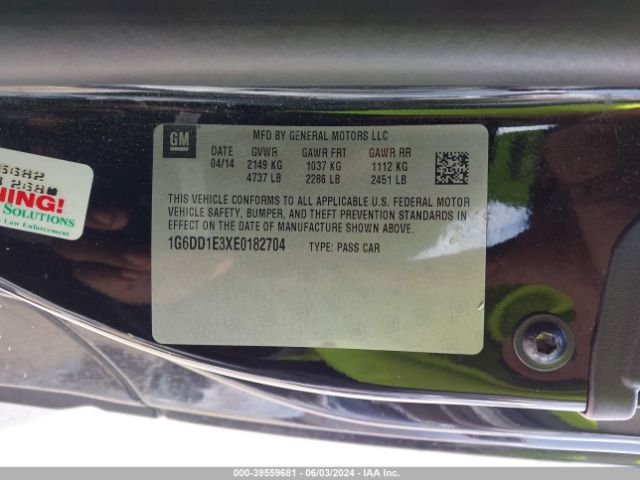 GM
MFD BY GENERAL MOTORS LLC
DATE GVWR GAWR FRT GAWR RR
04/14 2149 KG 1037 KG 1112 KG
4737 LB 2286 LB 2451 LB
THIS VEHICLE CONFORMS TO ALL APPLICABLE U.S. FEDERAL MOTOR
VEHICLE SAFETY, BUMPER, AND THEFT PREVENTION STANDARDS IN
EFFECT ON THE DATE OF MANUFACTURE SHOWN ABOVE.
1G6DD1E3XE0182704 TYPE: PASS CAR
Solutions
Law Enforcement
000-39559681 / 06/03/2024 - IAA Inc.